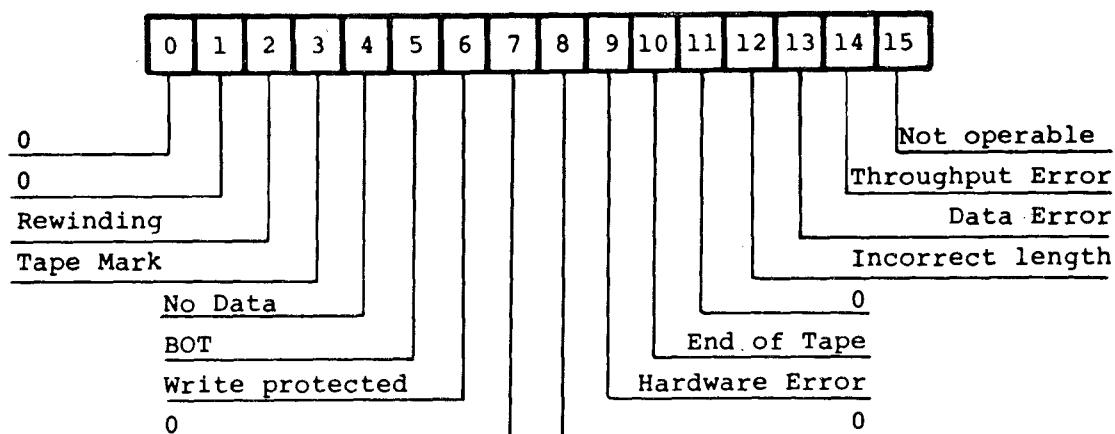 0 1 2 3 4 5 6 7 8 9 10 11 12 13 14 15
0
Not operable
0
Throughput Error
Rewinding
Data Error
Tape Mark
Incorrect length
No Data
0
BOT
End of Tape
Write protected
Hardware Error
0
0